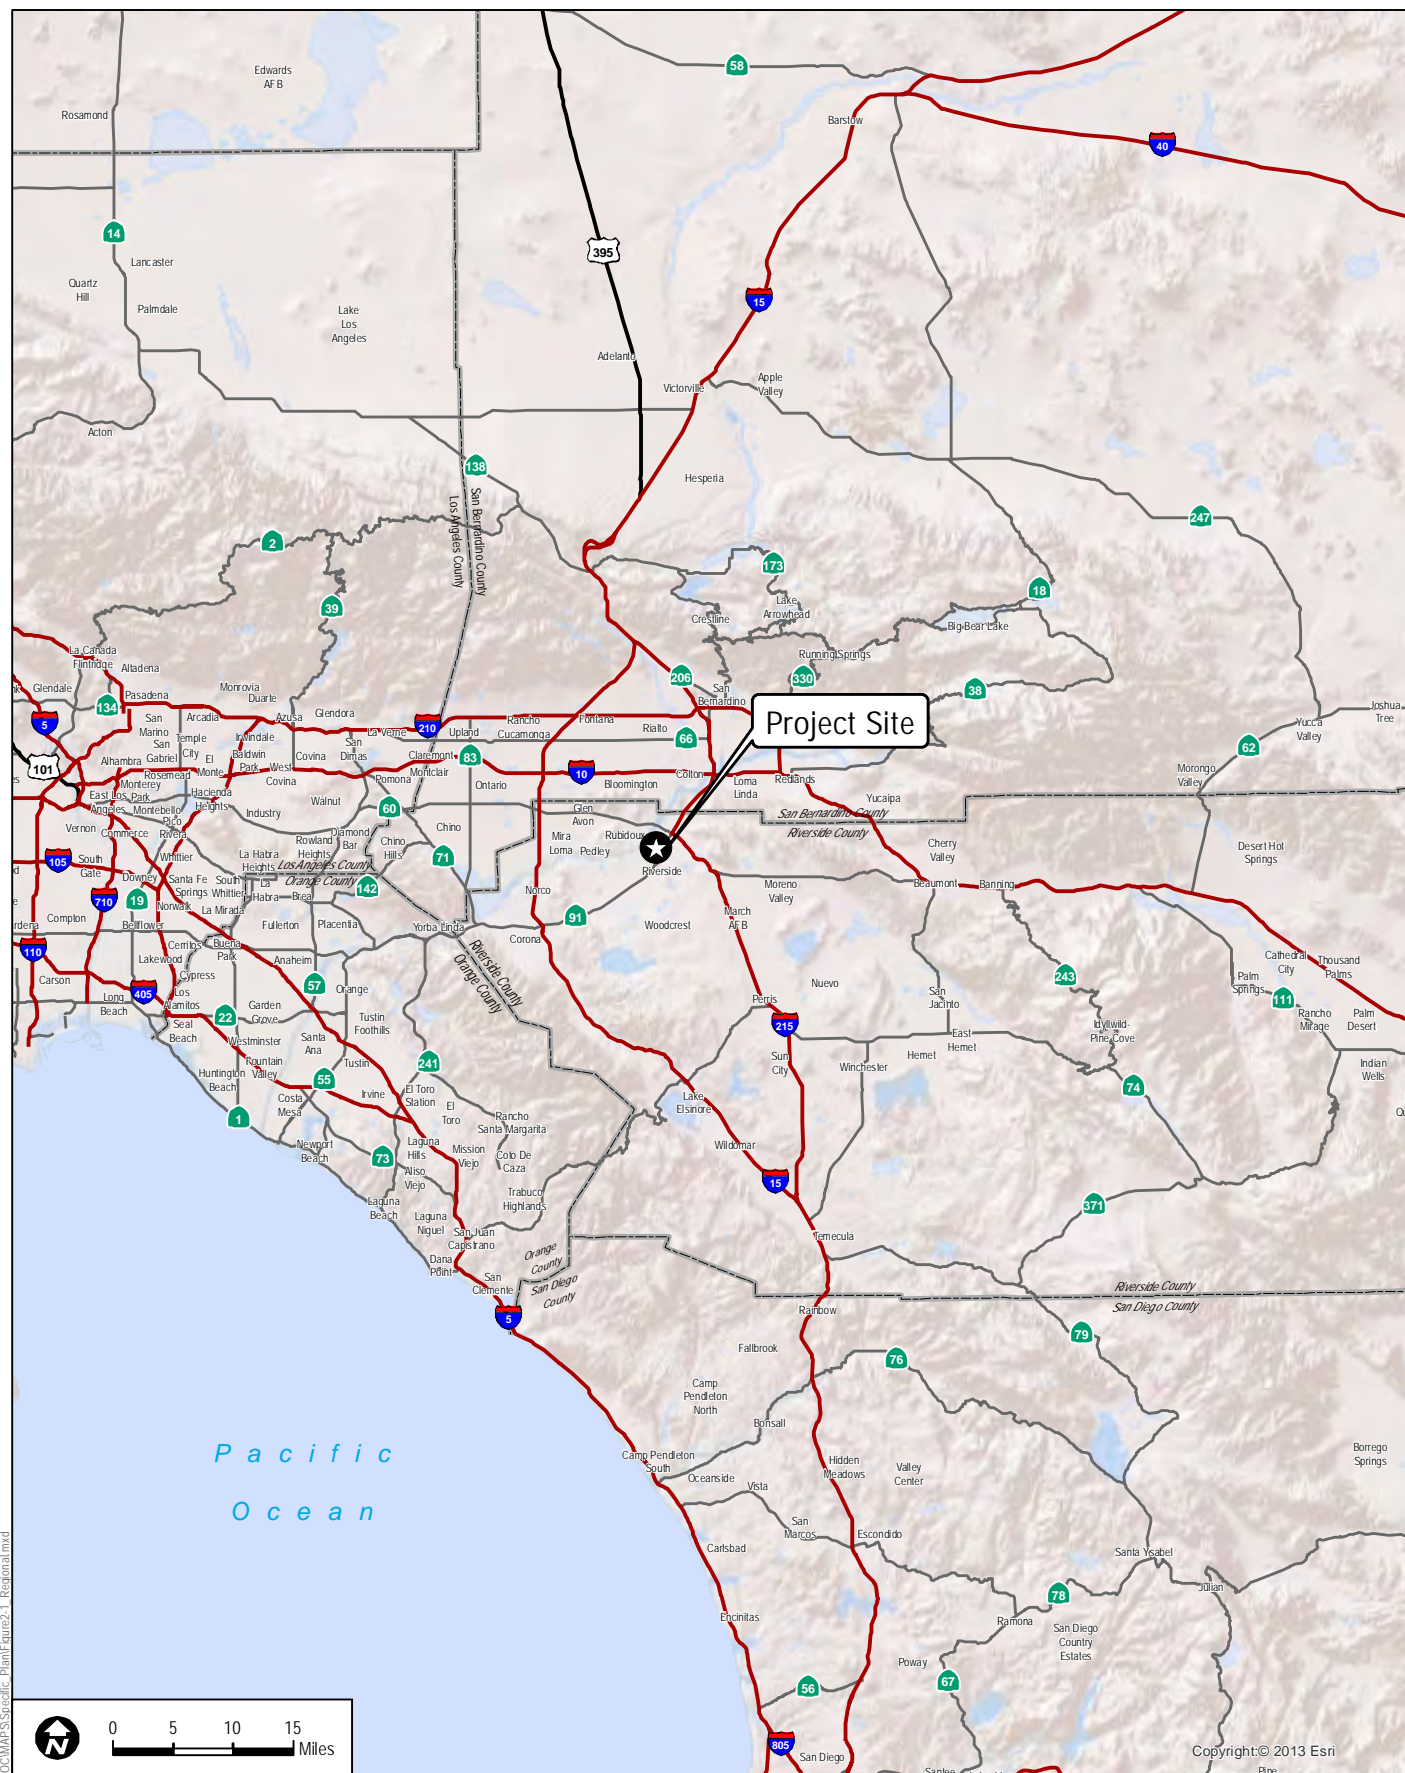 58
Edwards
AFB
Rosamond
Barstow
40
14
Lancaster
395
Quartz
Hill
15
Palmdale
Lake
Los
Angeles
Adelanto
Victorville
Apple
Valley
Acton
138
Hesperia
San Bernardino County
Los Angeles County
247
2
173
18
39
Lake
Arrowhead
Crestline
Big Bear Lake
La Canada
Flintridge
Altadena
Running Springs
206
330
38
Glendale
134
Pasadena
Monrovia
Duarte
San
Bernardino
5
San
Marino
Arcadia
Azusa
Glendora
210
Rancho
Cucamonga
Fontana
Rialto
Project Site
Joshua
Tree
Yucca
Valley
62
Temple
City
Irwindale
La Verne
Upland
66
101
Alhambra
San
Gabriel
El
Monte
Baldwin
Park
Covina
San
Dimas
Claremont
83
Rosemead
West
Covina
Pomona
Montclair
10
Colton
Loma
Linda
Redlands
Morongo
Valley
Monterey
Park
Hacienda
Heights
Ontario
Bloomington
East Los
Angeles
Montebello
Industry
Walnut
60
Glen
Avon
Yucaipa
San Bernardino County
Riverside County
Vernon
Commerce
Pico
Rivera
Rowland
Heights
Diamond
Bar
Chino
Hills
Chino
Mira
Loma
Rubidoux
Pedley
Cherry
Valley
Desert Hot
Springs
105
South
Gate
Whittier
La Habra
Heights
Los Angeles County
Orange County
71
Riverside
Downey
Santa Fe
Springs
South
Whittier
La
Habra
Brea
142
Norco
Moreno
Valley
Beaumont
Banning
710
19
Norwalk
La Mirada
Compton
Bellflower
Fullerton
Placentia
Yorba Linda
91
Woodcrest
March
AFB
rdena
110
Cerritos
Buena
Park
Corona
Riverside County
Orange County
Lakewood
Anaheim
Cathedral
City
Thousand
Palms
Carson
Cypress
57
Orange
Nuevo
243
Palm
Springs
405
Long
Beach
Los
Alamitos
Perris
San
Jacinto
111
22
Garden
Grove
Tustin
Foothills
Rancho
Mirage
Palm
Desert
Seal
Beach
Westminster
Santa
Ana
215
Idyllwild-
Pine Cove
Fountain
Valley
Tustin
241
Sun
City
Winchester
Hemet
East
Hemet
Indian
Wells
Huntington
Beach
55
Irvine
El Toro
Station
74
Costa
Mesa
El
Toro
Lake
Elsinore
1
Rancho
Santa Margarita
Newport
Beach
73
Laguna
Hills
Mission
Viejo
Coto De
Caza
Wildomar
Aliso
Viejo
15
Laguna
Beach
Trabuco
Highlands
371
Laguna
Niguel
San Juan
Capistrano
Temecula
Dana
Point
Orange
County
San
Clemente
San Diego
County
Riverside County
San Diego County
5
Rainbow
79
Fallbrook
76
Camp
Pendleton
North
Bonsall
Pacific
Ocean
Camp Pendleton
South
Hidden
Meadows
Valley
Center
Borrego
Springs
Oceanside
Vista
San
Marcos
Escondido
Carlsbad
Santa Ysabel
Julian
78
Encinitas
Ramona
San Diego
Country
Estates
Poway
56
67
805
San Diego
N
0 5 10 15
Miles
Copyright:© 2013 Esri
OC\MAPS\Specific_Plan\Figure2-1_Regional.mxd